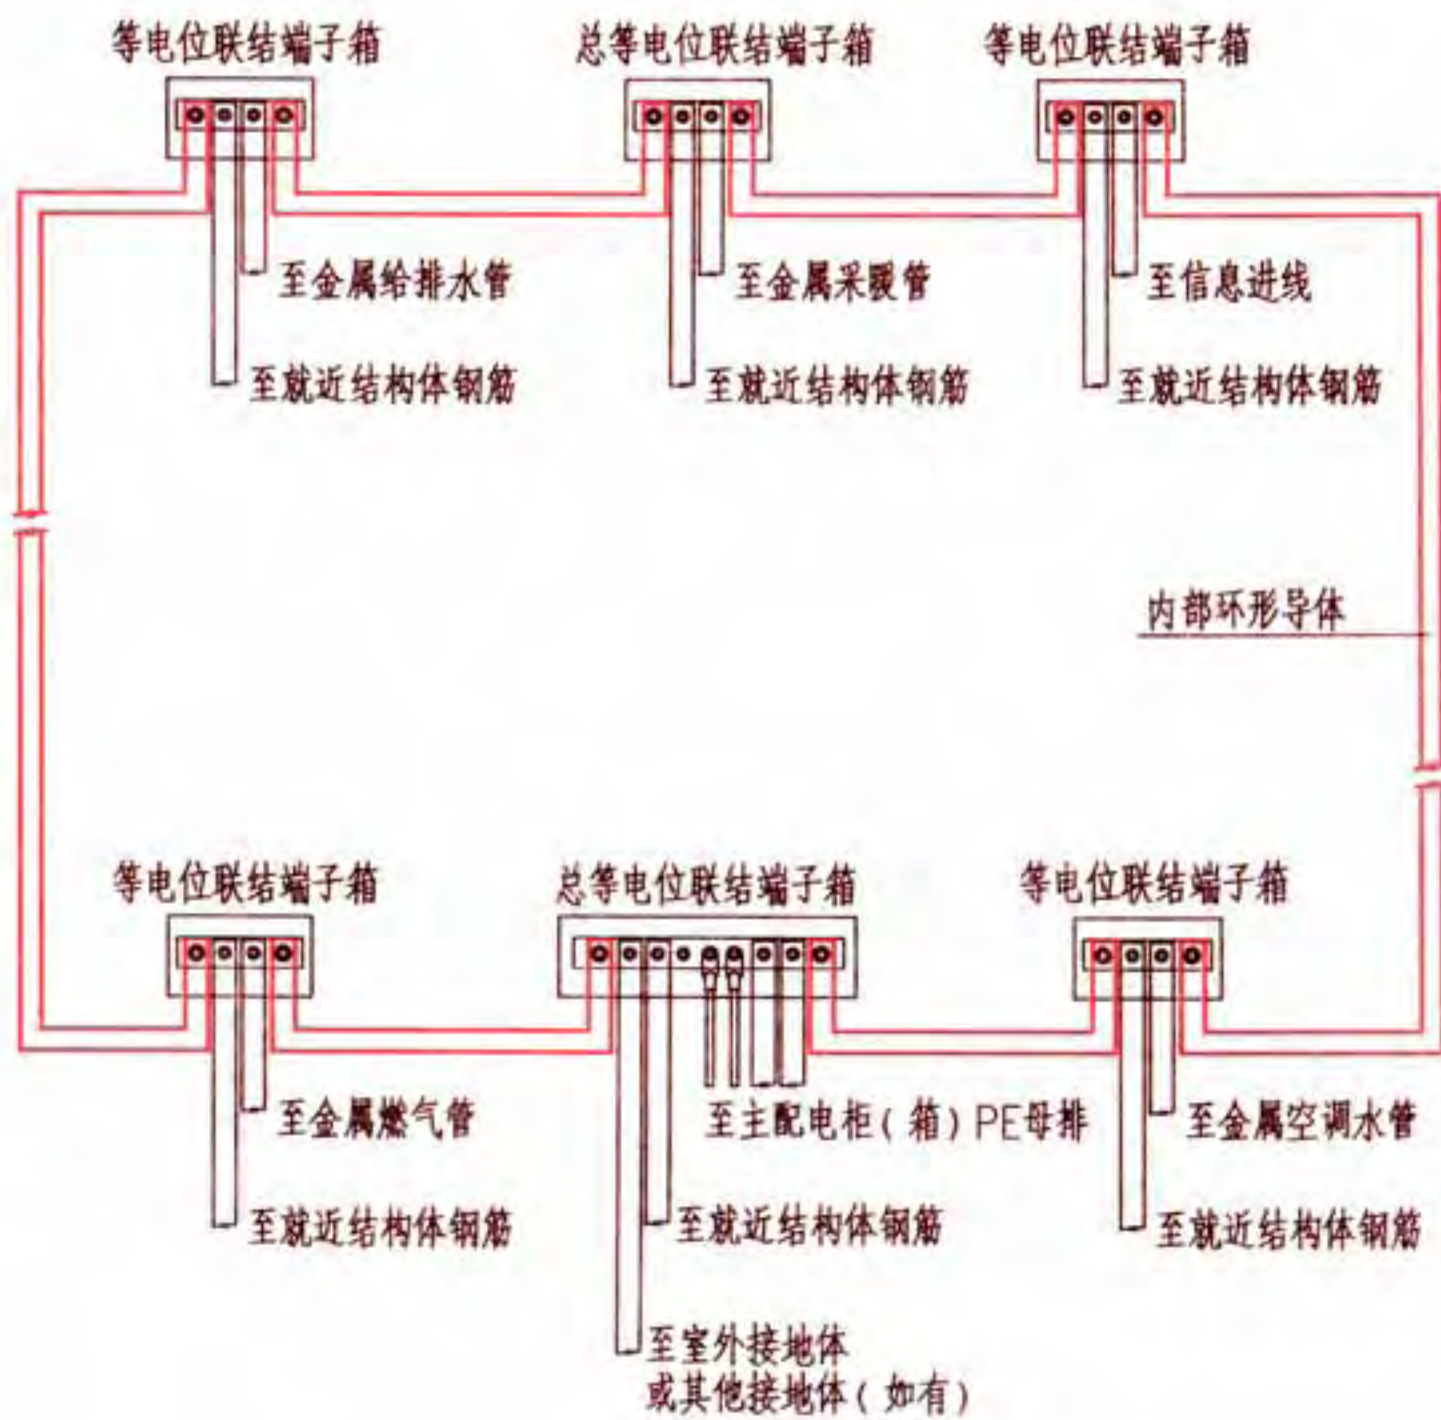 等电位联结端子箱
总等电位联结端子箱
等电位联结端子箱
至金属给排水管
至金属采暖管
至信息进线
至就近结构体钢筋
至就近结构体钢筋
至就近结构体钢筋
内部环形导体
等电位联结端子箱
总等电位联结端子箱
等电位联结端子箱
至金属燃气管
至主配电柜(箱)PE母排
至金属空调水管
至就近结构体钢筋
至就近结构体钢筋
至就近结构体钢筋
至室外接地体
或其他接地体(如有)